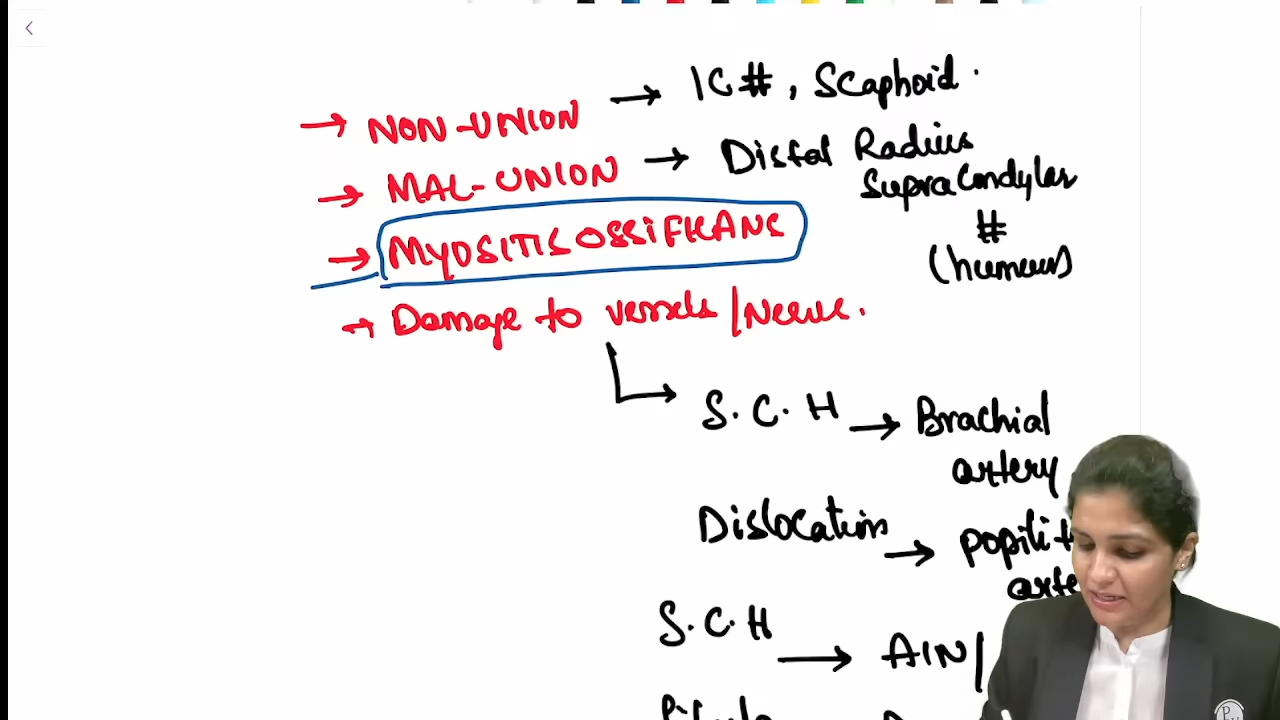 → NON-UNION → IC#, Scaphoid.
→ MAL-UNION → Distal Radius
Supracondylar
#
(humerus)
→ MYOSITIS OSSIFICANS
→ Damage to vessels/Nerve.
S.C.H → Brachial
artery
Dislocation →
S.C.H → AIN/